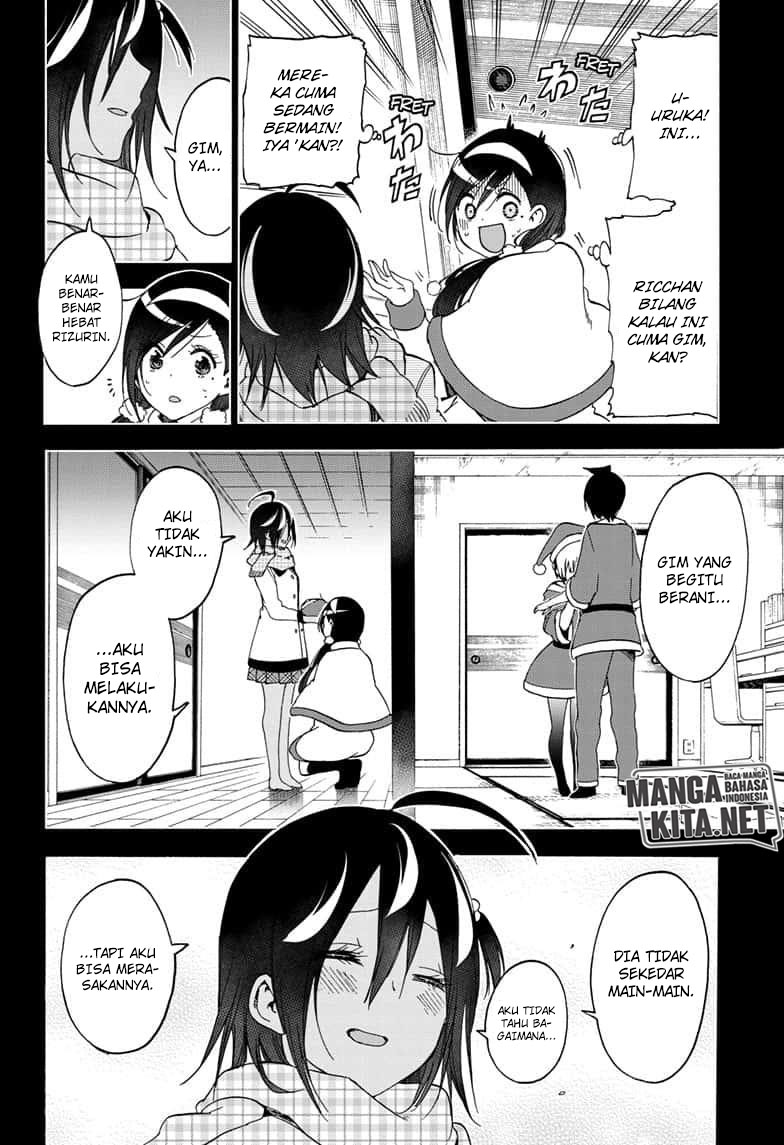 U-
URUKA!
INI...
RICCHAN
BILANG
KALAU INI
CUMA GIM,
KAN?
FRET
わた
FRET
わた
MERE-
KA CUMA
SEDANG
BERMAIN!
IYA 'KAN?!
GIM,
YA...
KAMU
BENAR-
BENAR
HEBAT
RIZURIN.
GIM YANG
BEGITU
BERANI...
AKU
TIDAK
YAKIN...
...AKU
BISA
MELAKU-
KANNYA.
MANGA
KITA.NET
BACA MANGA
BAHASA
INDONESIA
DIA TIDAK
SEKEDAR
MAIN-MAIN.
AKU TIDAK
TAHU BA-
GAIMANA...
...TAPI AKU
BISA MERA-
SAKANNYA.